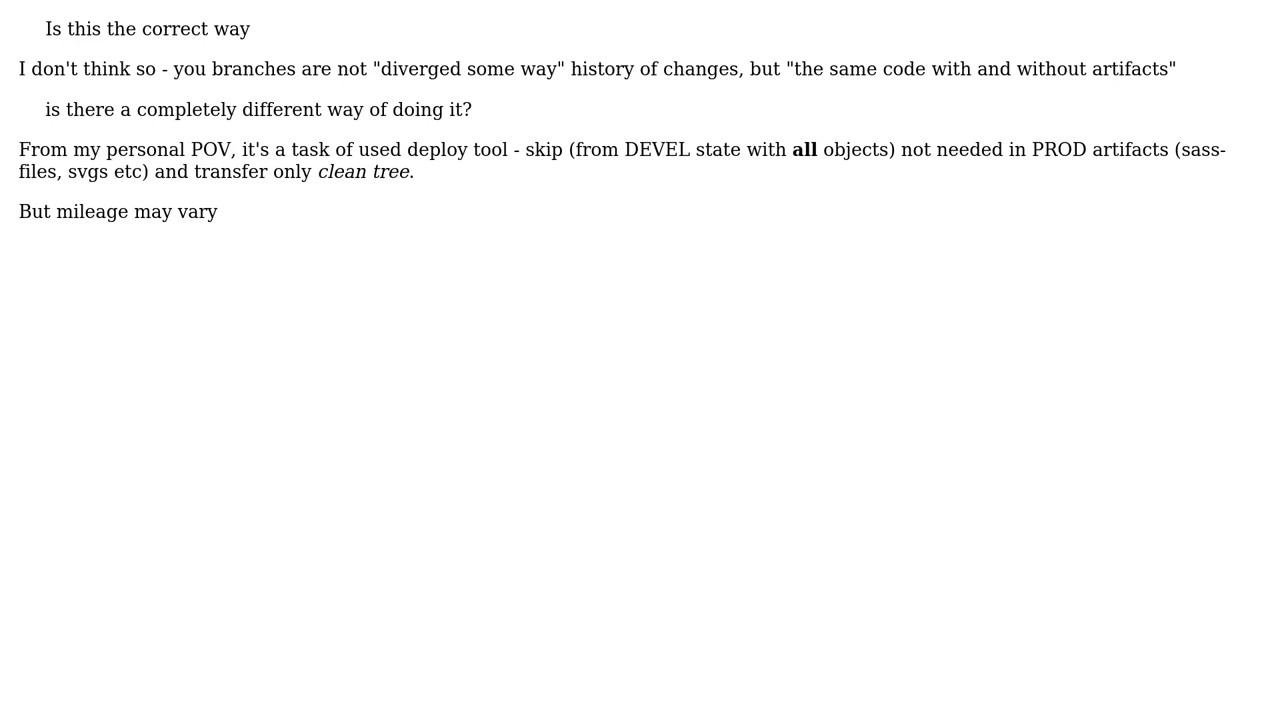 Is this the correct way
I don't think so - you branches are not "diverged some way" history of changes, but "the same code with and without artifacts"
is there a completely different way of doing it?
From my personal POV, it's a task of used deploy tool - skip (from DEVEL state with all objects) not needed in PROD artifacts (sass-
files, svgs etc) and transfer only clean tree.
But mileage may vary